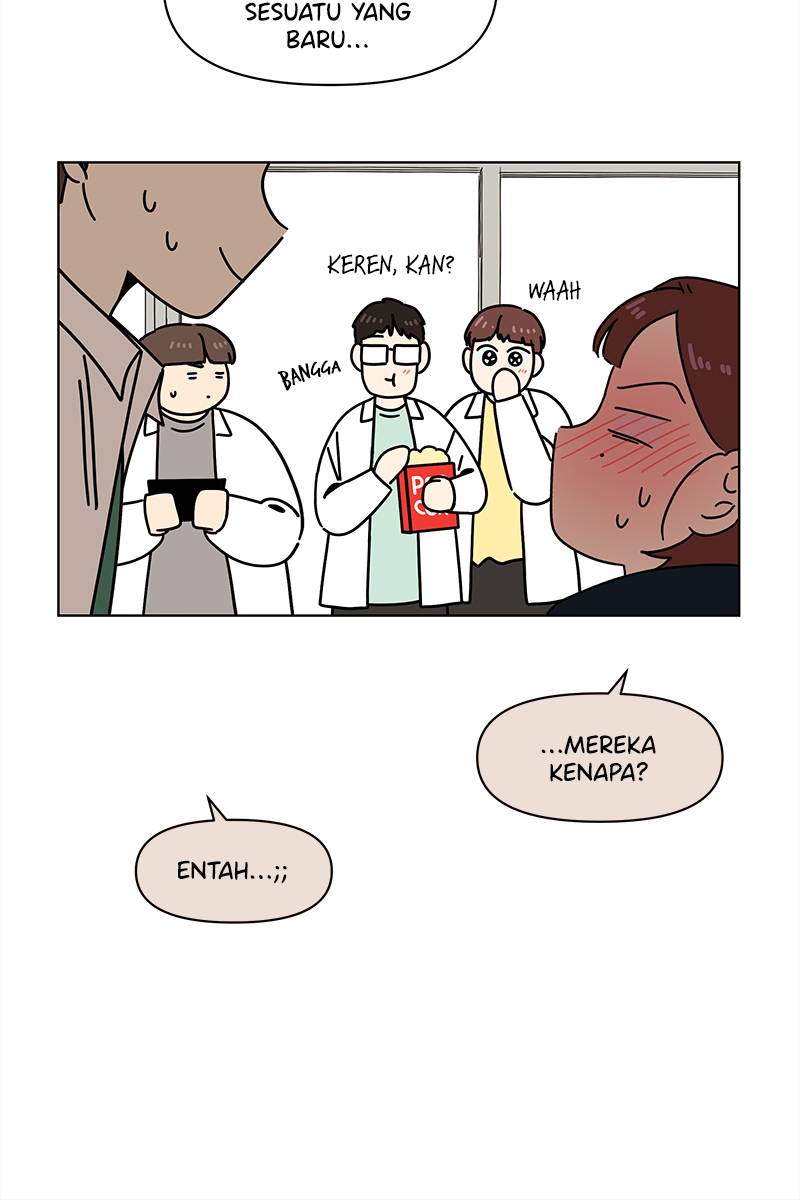 SESUATU YANG
BARU...
KEREN, KAN?
WAAH
BANGGA
...MEREKA
KENAPA?
ENTAH...;;